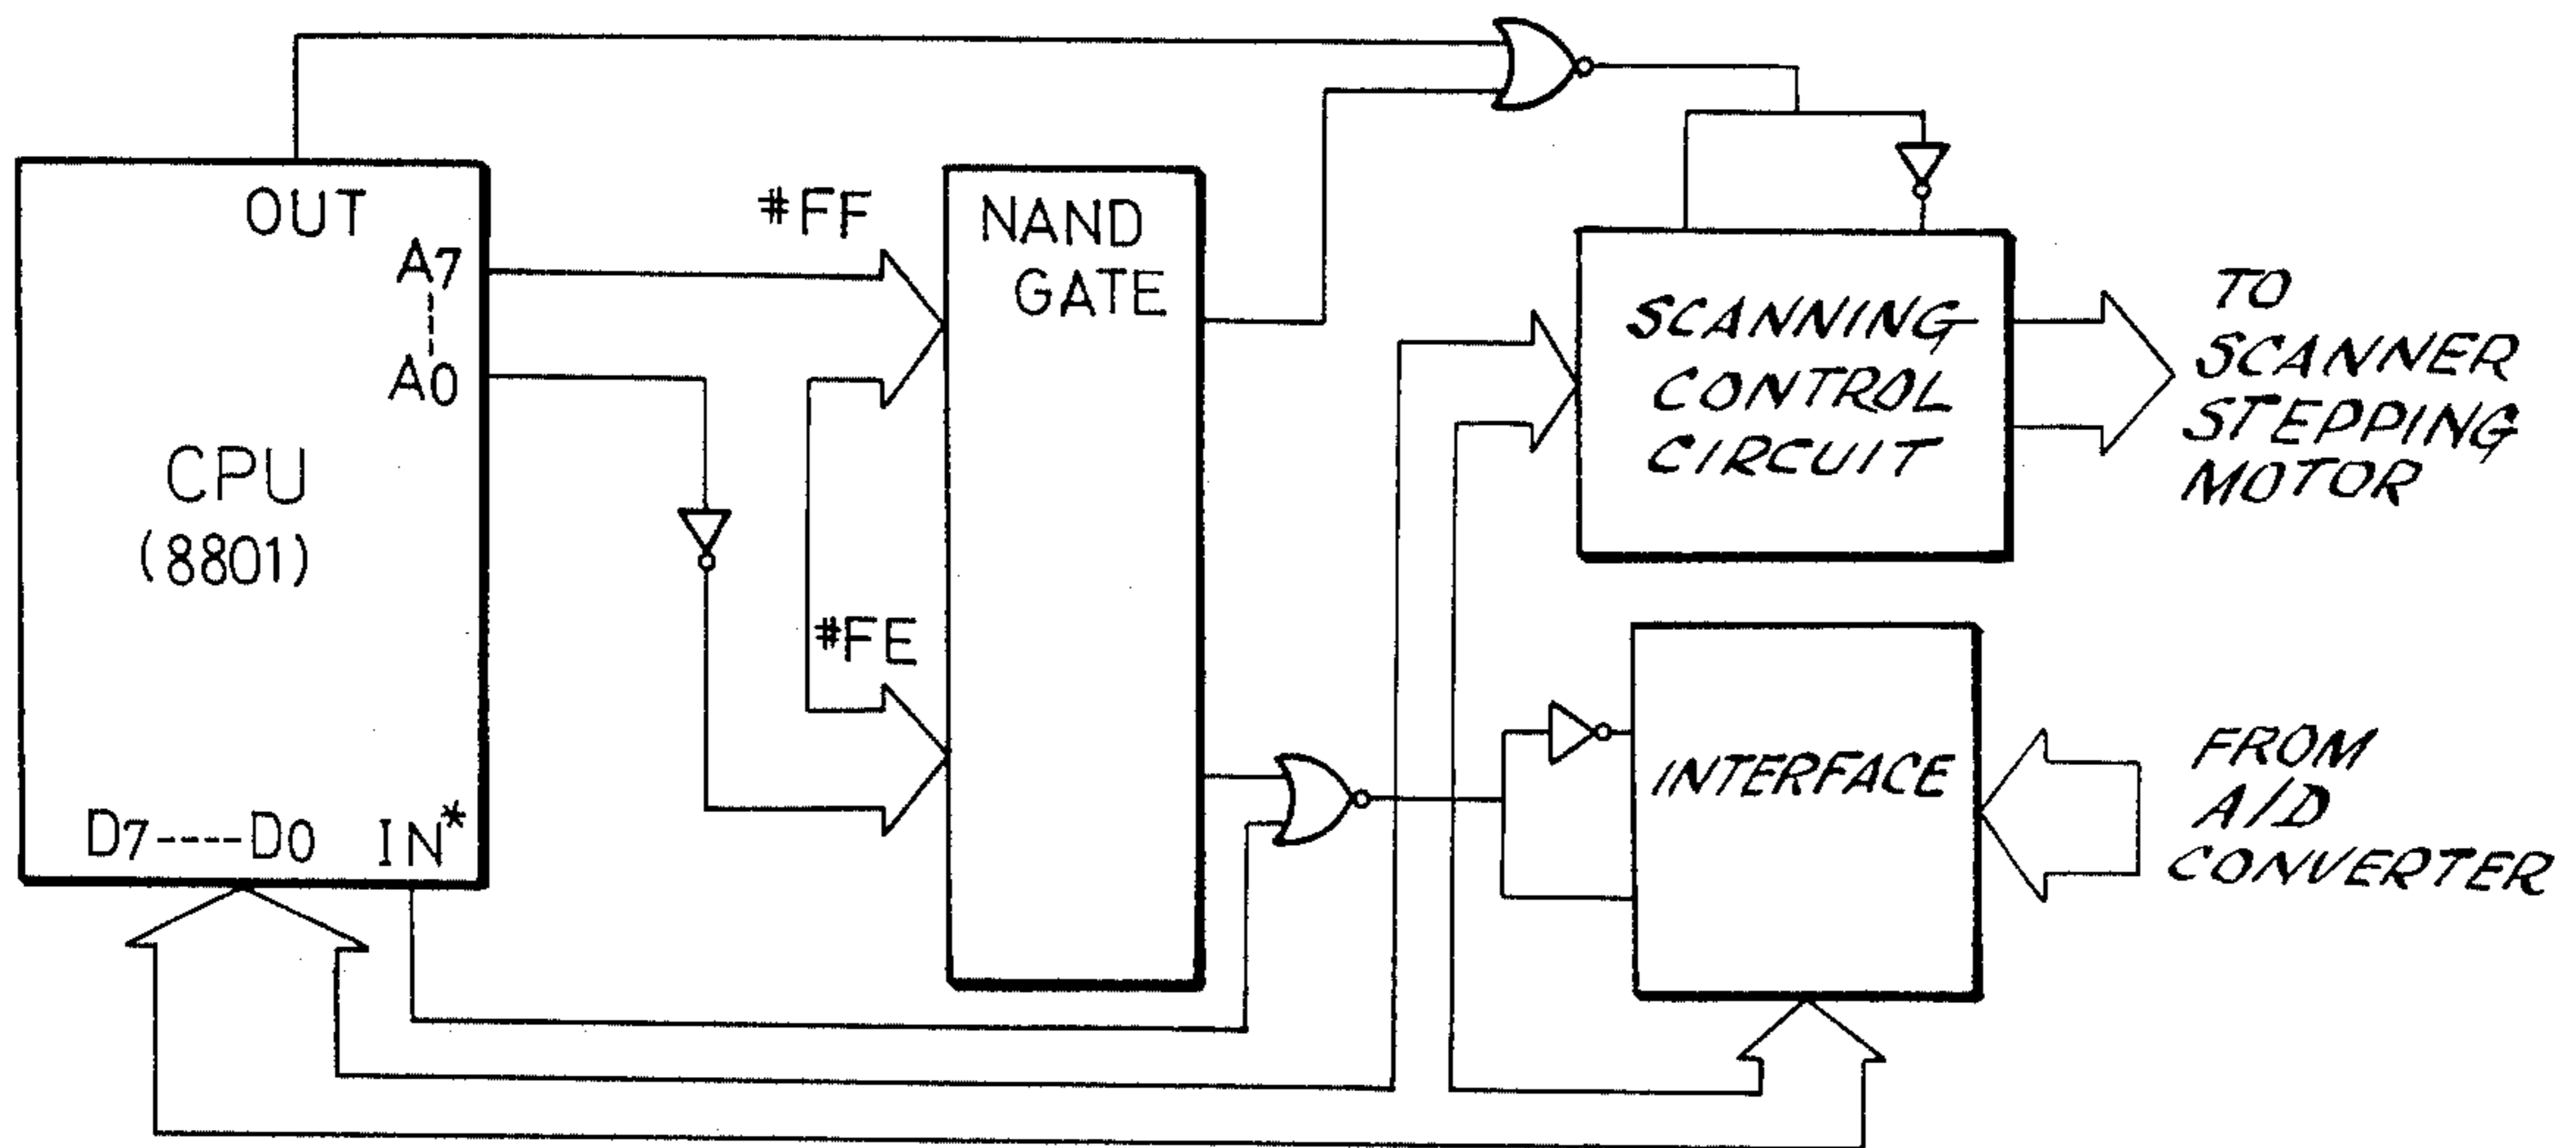 OUT
A7
A0
CPU
(8801)
D7-----D0
IN*
#FF
#FE
NAND
GATE
SCANNING
CONTROL
CIRCUIT
TO
SCANNER
STEPPING
MOTOR
INTERFACE
FROM
A/D
CONVERTER